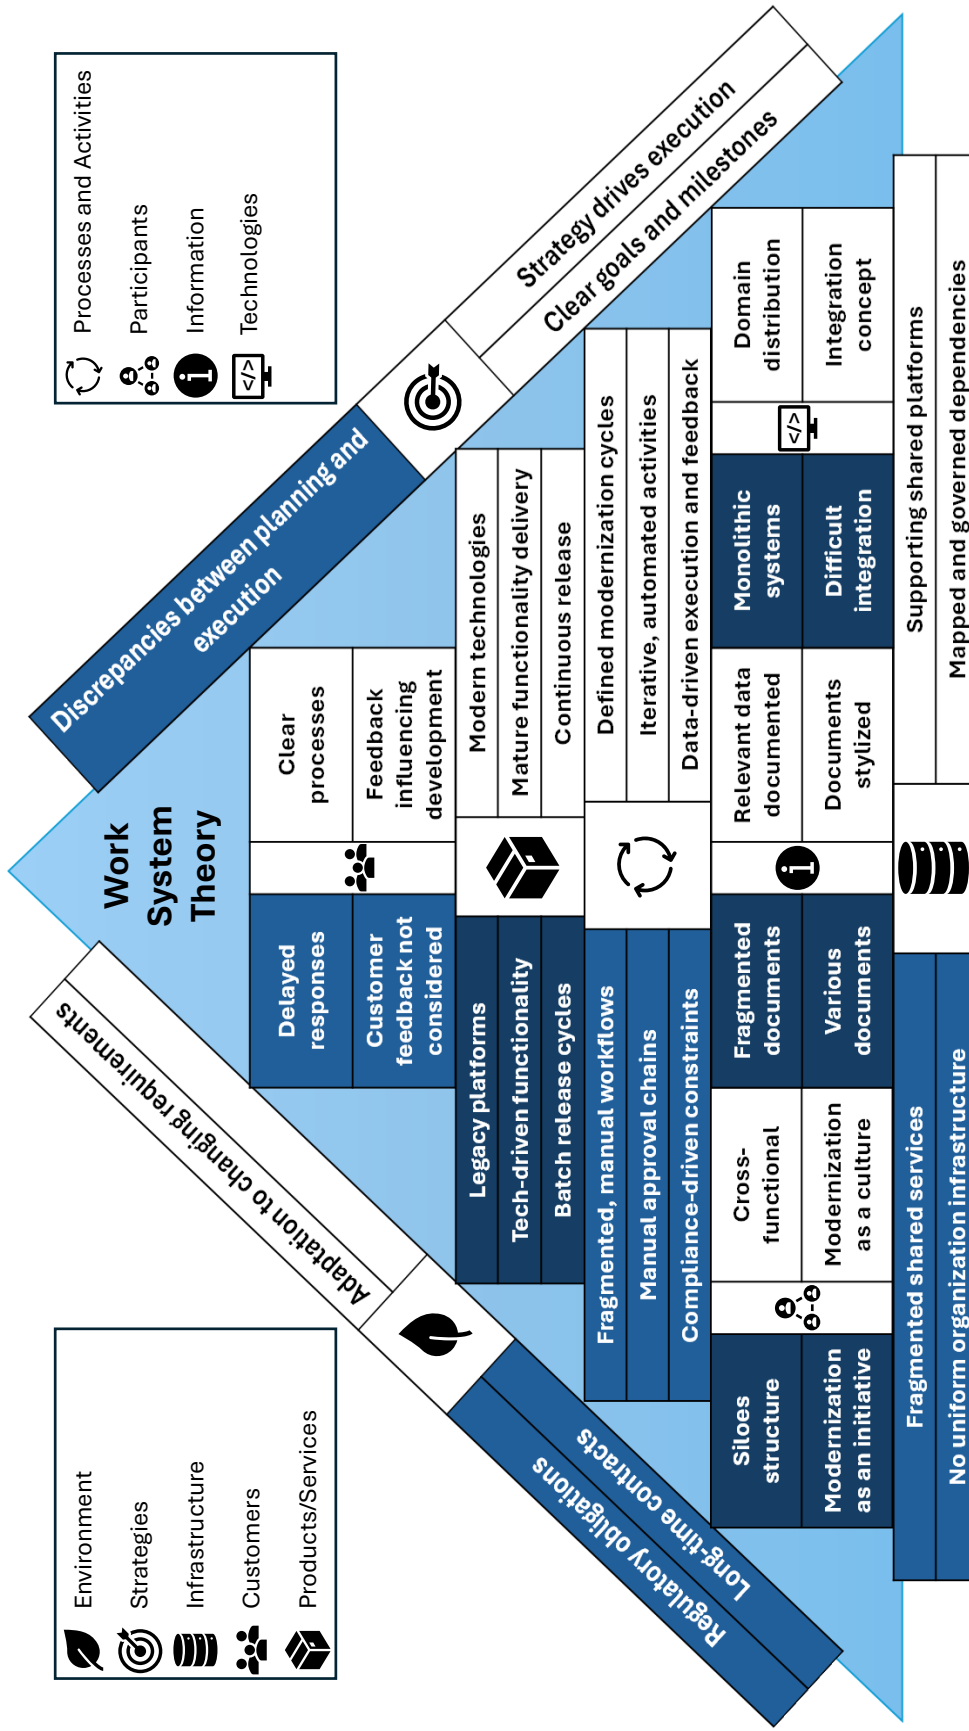 Environment
Strategies
Infrastructure
Customers
Products/Services
Processes and Activities
Participants
Information
Technologies
Work
System
Theory
Adaptation to changing requirements
Regulatory obligations
Long-time contracts
Discrepancies between planning and
execution
Strategy drives execution
Clear goals and milestones
Delayed
responses
Clear
processes
Customer
feedback not
considered
Feedback
influencing
development
Legacy platforms
Modern technologies
Tech-driven functionality
Mature functionality delivery
Batch release cycles
Continuous release
Fragmented, manual workflows
Defined modernization cycles
Manual approval chains
Iterative, automated activities
Compliance-driven constraints
Data-driven execution and feedback
Siloes
structure
Cross-
functional
Fragmented
documents
Relevant data
documented
Monolithic
systems
Domain
distribution
Modernization
as an initiative
Modernization
as a culture
Various
documents
Documents
stylized
Difficult
integration
Integration
concept
Fragmented shared services
Supporting shared platforms
No uniform organization infrastructure
Mapped and governed dependencies